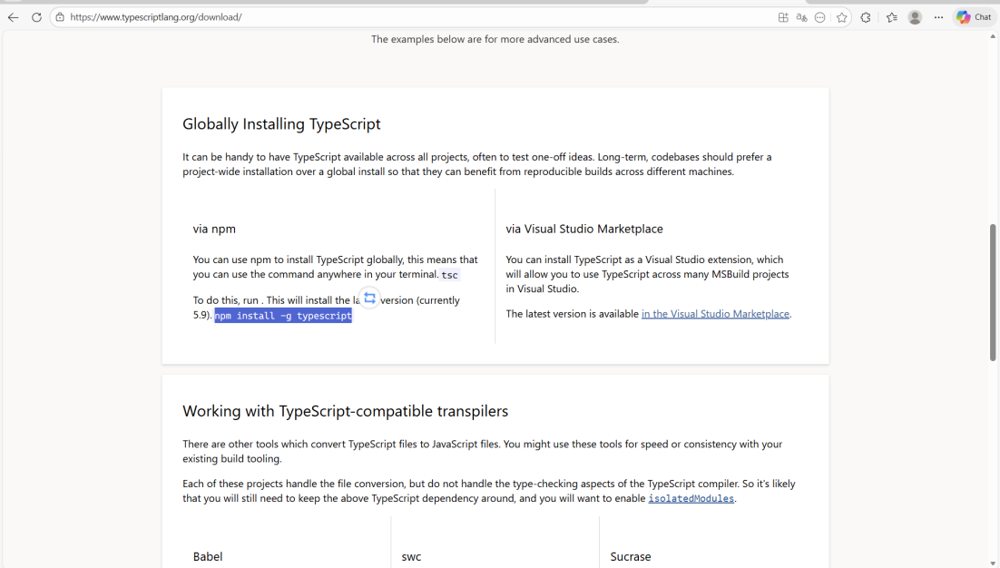 https://www.typescriptlang.org/download/
Chat
The examples below are for more advanced use cases.
Globally Installing TypeScript
It can be handy to have TypeScript available across all projects, often to test one-off ideas. Long-term, codebases should prefer a
project-wide installation over a global install so that they can benefit from reproducible builds across different machines.
via npm
You can use npm to install TypeScript globally, this means that
you can use the command anywhere in your terminal. tsc
To do this, run . This will install the version (currently
5.9). npm install -g typescript
via Visual Studio Marketplace
You can install TypeScript as a Visual Studio extension, which
will allow you to use TypeScript across many MSBuild projects
in Visual Studio.
The latest version is available in the Visual Studio Marketplace.
Working with TypeScript-compatible transpilers
There are other tools which convert TypeScript files to JavaScript files. You might use these tools for speed or consistency with your
existing build tooling.
Each of these projects handle the file conversion, but do not handle the type-checking aspects of the TypeScript compiler. So it's likely
that you will still need to keep the above TypeScript dependency around, and you will want to enable isolatedModules.
Babel
swc
Sucrase